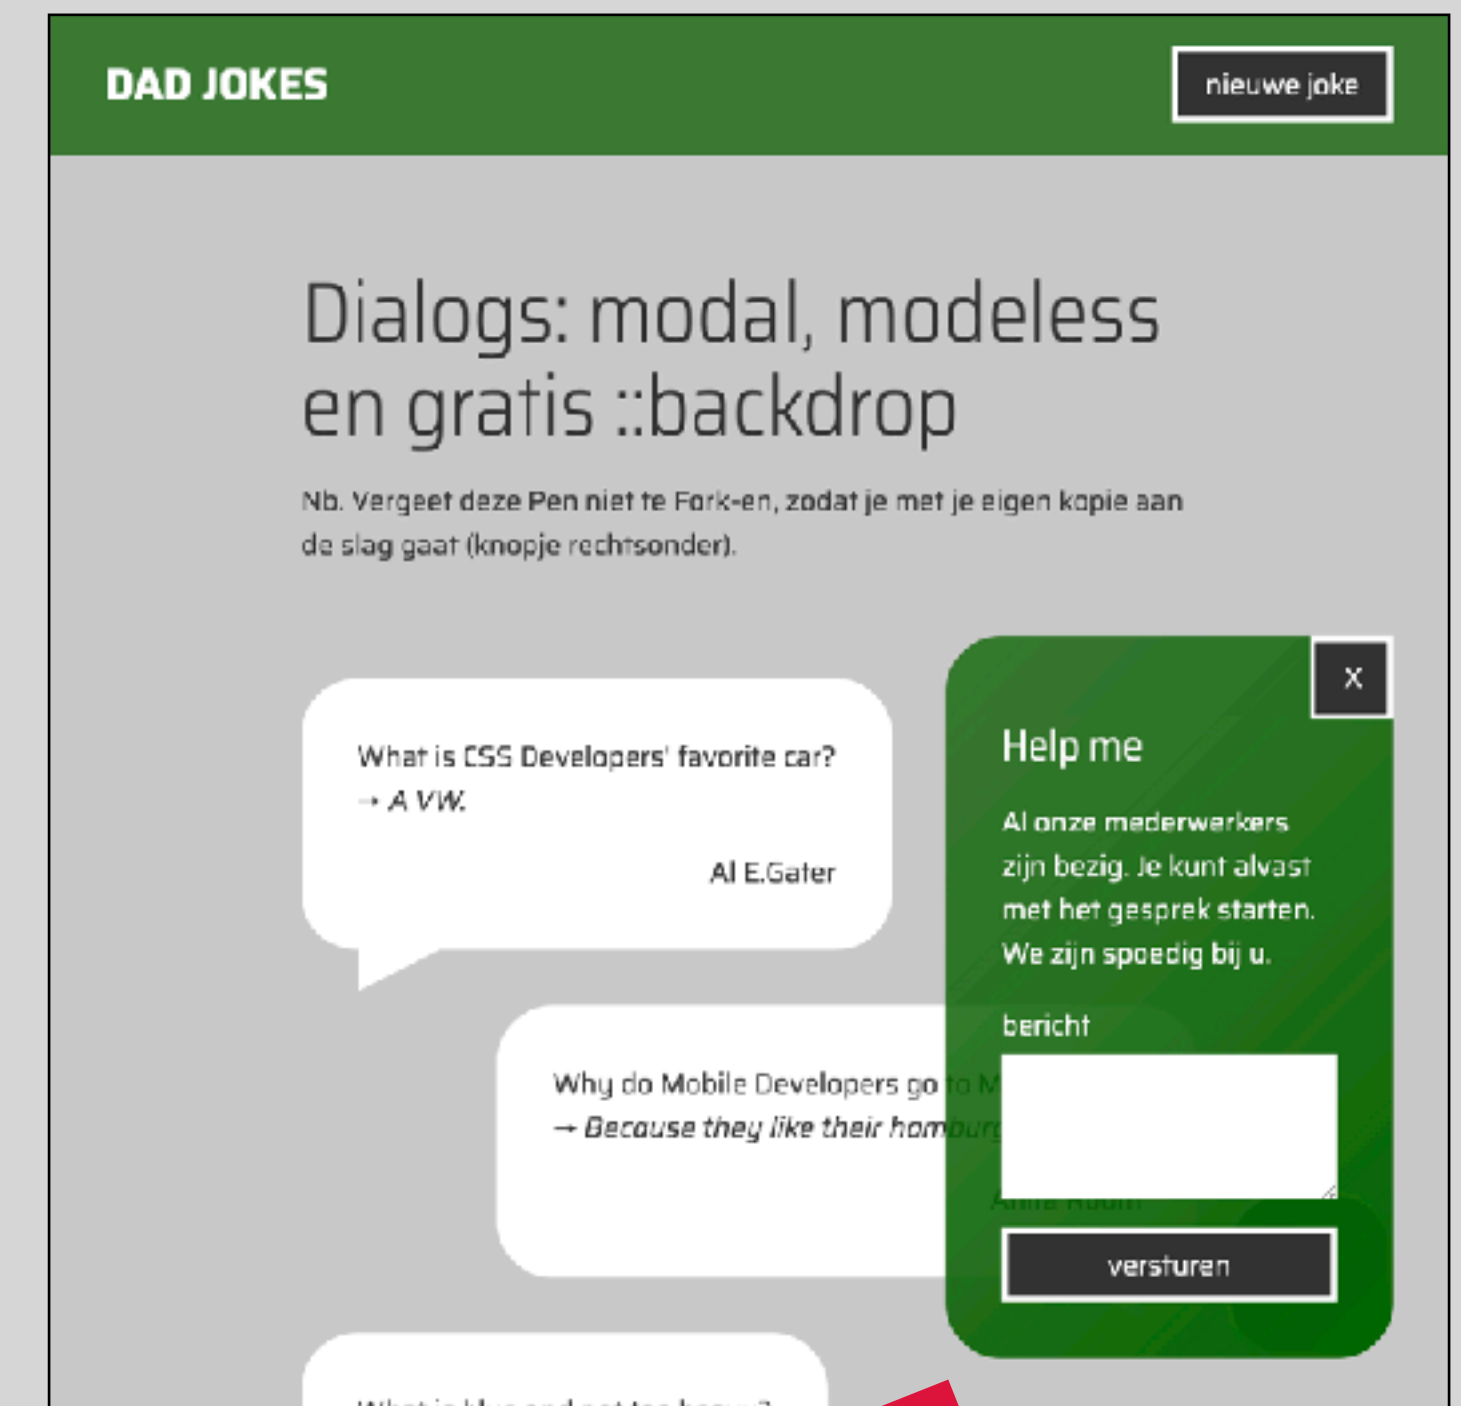 DAD JOKES
nieuwe joke
Dialogs: modal, modeless
en gratis ::backdrop
Nb. Vergeet deze Pen niet te Fork-en, zodat je met je eigen kopie aan
de slag gaat (knopje rechtsonder).
What is CSS Developers' favorite car?
→ A VW.
Al E.Gater
Why do Mobile Developers go to M
→ Because they like their hamburg
X
Help me
Al onze mederwerkers
zijn bezig. Je kunt alvast
met het gesprek starten.
We zijn spoedig bij u.
bericht
versturen